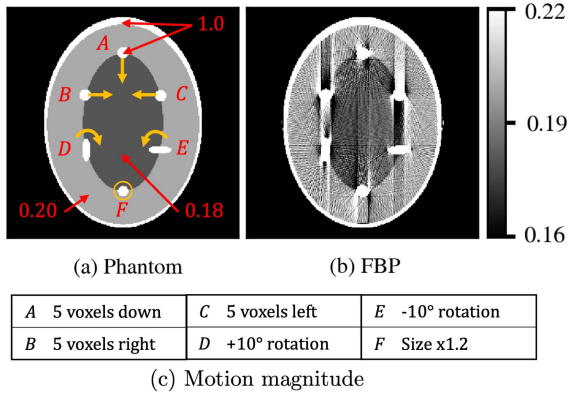 1.0
A
B
C
D
E
0.20
F
0.18
0.22
0.19
0.16
(a) Phantom
(b) FBP
A 5 voxels down
C 5 voxels left
E -10° rotation
B 5 voxels right
D +10° rotation
F Size x1.2
(c) Motion magnitude